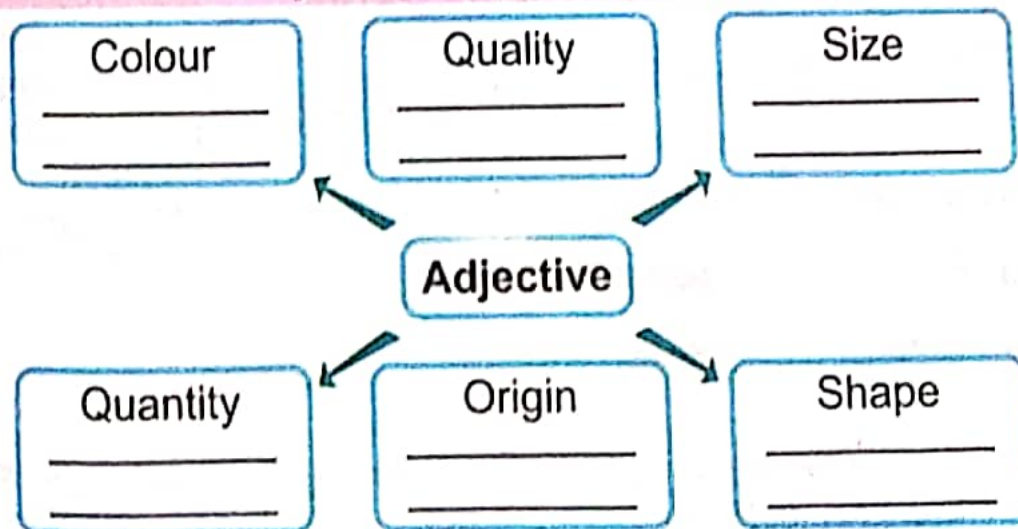 Colour
Quality
Size
Adjective
Quantity
Origin
Shape